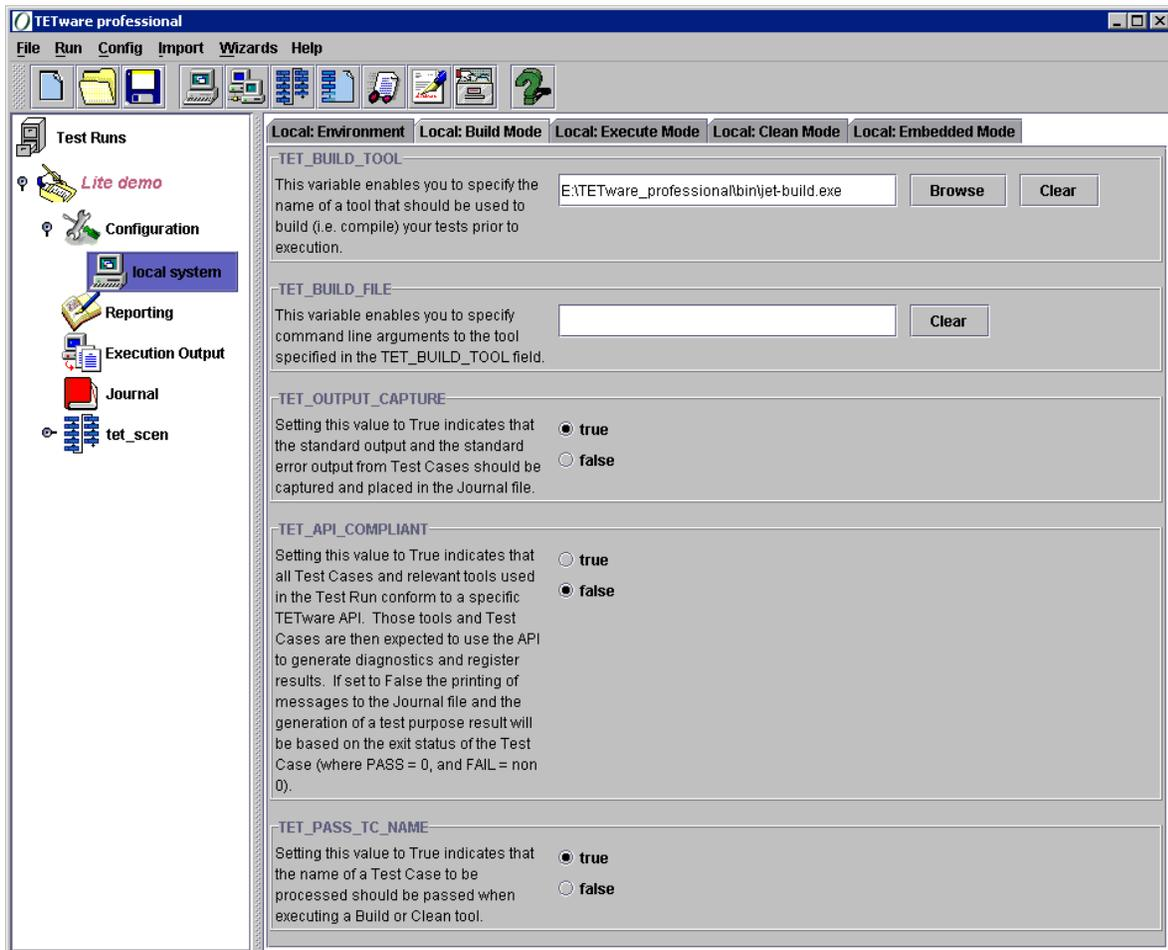 TETware professional
File Run Config Import Wizards Help
Test Runs
Lite demo
Configuration
local system
Reporting
Execution Output
Journal
tet_scen
Local: Environment Local: Build Mode Local: Execute Mode Local: Clean Mode Local: Embedded Mode
TET_BUILD_TOOL
This variable enables you to specify the
name of a tool that should be used to
build (i.e. compile) your tests prior to
execution.
E:\TETware_professional\bin\jet-build.exe
Browse
Clear
TET_BUILD_FILE
This variable enables you to specify
command line arguments to the tool
specified in the TET_BUILD_TOOL field.
Clear
TET_OUTPUT_CAPTURE
Setting this value to True indicates that
the standard output and the standard
error output from Test Cases should be
captured and placed in the Journal file.
true
false
TET_API_COMPLIANT
Setting this value to True indicates that
all Test Cases and relevant tools used
in the Test Run conform to a specific
TETware API. Those tools and Test
Cases are then expected to use the API
to generate diagnostics and register
results. If set to False the printing of
messages to the Journal file and the
generation of a test purpose result will
be based on the exit status of the Test
Case (where PASS = 0, and FAIL = non
0).
true
false
TET_PASS_TC_NAME
Setting this value to True indicates that
the name of a Test Case to be
processed should be passed when
executing a Build or Clean tool.
true
false